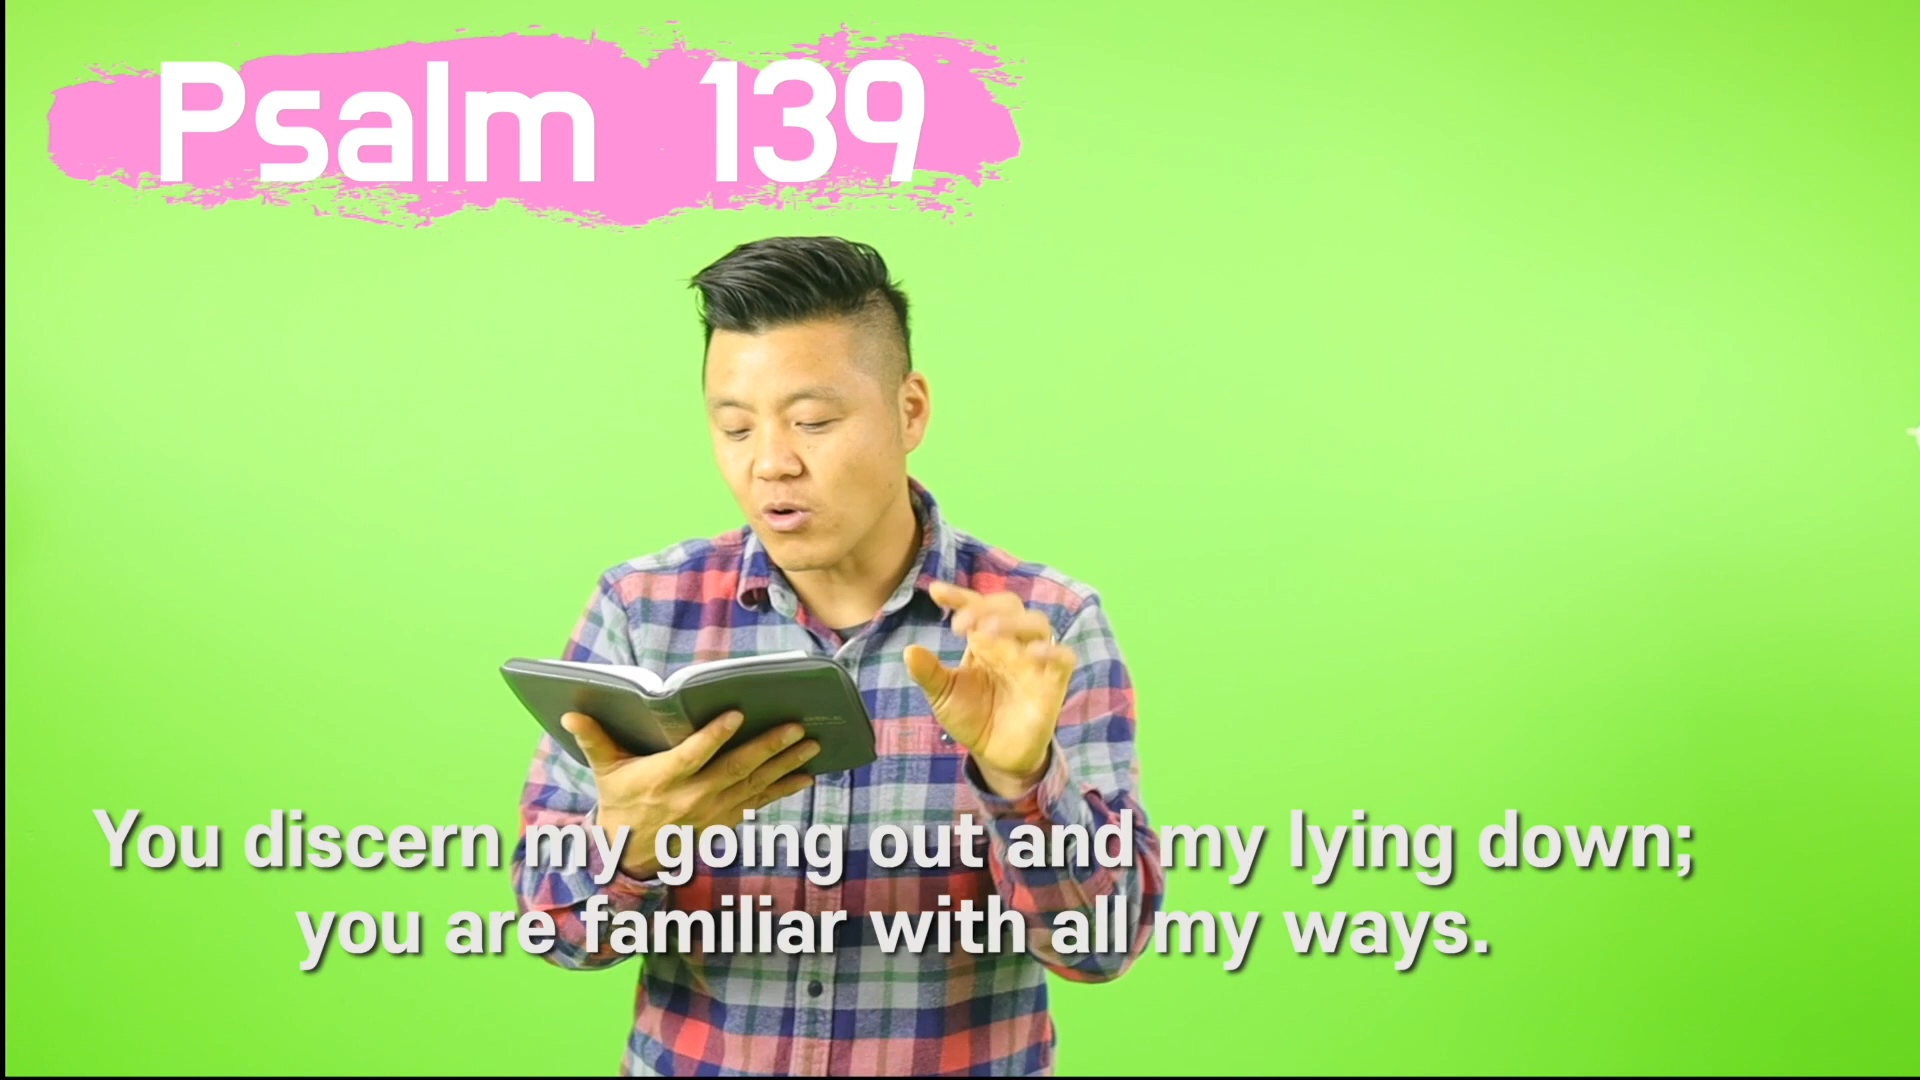 Psalm 139
You discern my going out and my lying down;
you are familiar with all my ways.